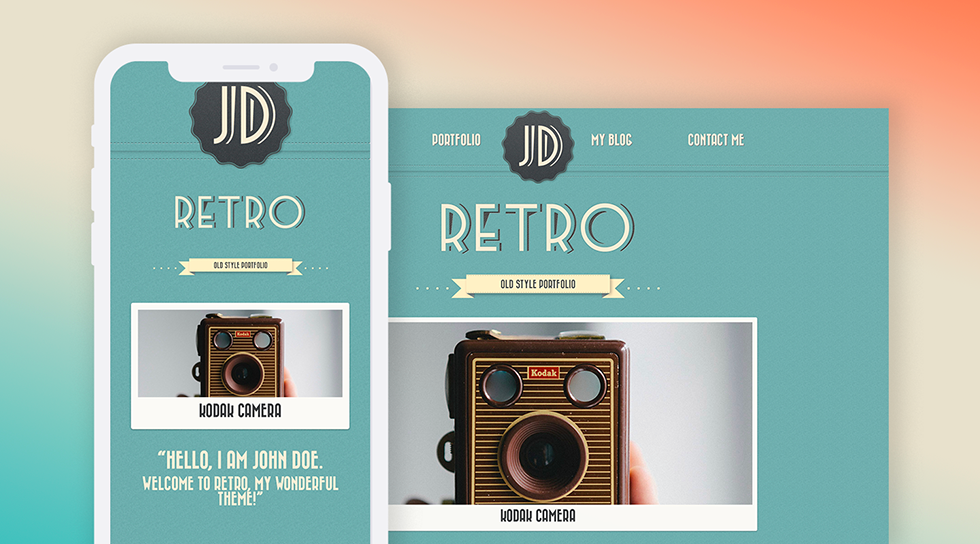 JD
RETRO
OLD STYLE PORTFOLIO
Kodak
KODAK CAMERA
“HELLO, I AM JOHN DOE.
WELCOME TO RETRO, MY WONDERFUL
THEME!”
PORTFOLIO
JD
MY BLOG
CONTACT ME
RETRO
OLD STYLE PORTFOLIO
Kodak
KODAK CAMERA